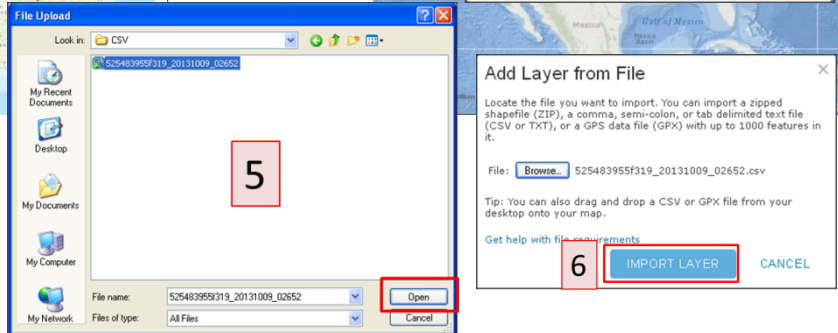 File Upload
Look in:
CSV
525483955f319_20131009_02652
My Recent
Documents
Desktop
My Documents
My Computer
My Network
5
File name:
525483955f319_20131009_02652
Open
Files of type:
All Files
Cancel
Mexico
Gulf of Mexico
Mexico
Basin
Add Layer from File
Locate the file you want to import. You can import a zipped
shapefile (ZIP), a comma, semi-colon, or tab delimited text file
(CSV or TXT), or a GPS data file (GPX) with up to 1000 features in
it.
File: Browse... 525483955f319_20131009_02652.csv
Tip: You can also drag and drop a CSV or GPX file from your
desktop onto your map.
Get help with file requirements
6
IMPORT LAYER
CANCEL